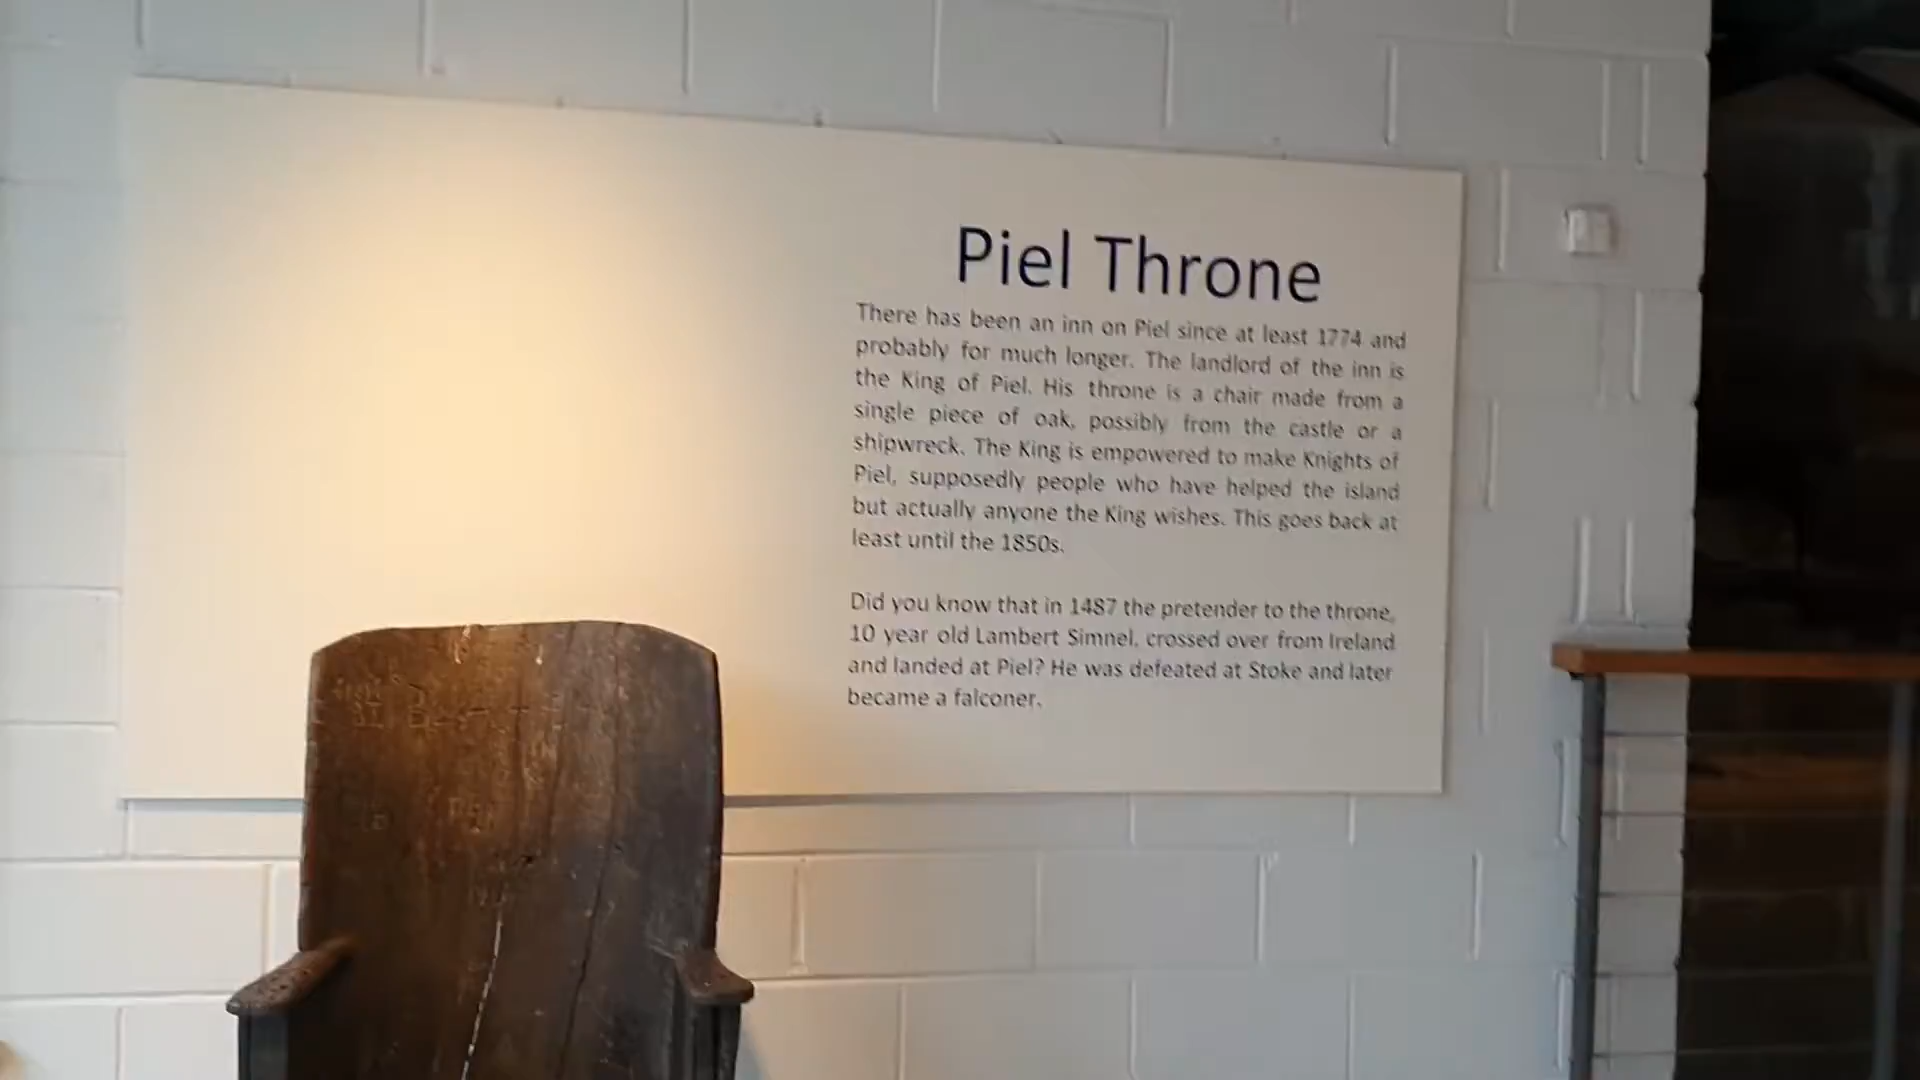 Piel Throne
There has been an inn on Piel since at least 1774 and
probably for much longer. The landlord of the inn is
the King of Piel. His throne is a chair made from a
single piece of oak, possibly from the castle or a
shipwreck. The King is empowered to make Knights of
Piel, supposedly people who have helped the island
but actually anyone the King wishes. This goes back at
least until the 1850s.
Did you know that in 1487 the pretender to the throne,
10 year old Lambert Simnel, crossed over from Ireland
and landed at Piel? He was defeated at Stoke and later
became a falconer.